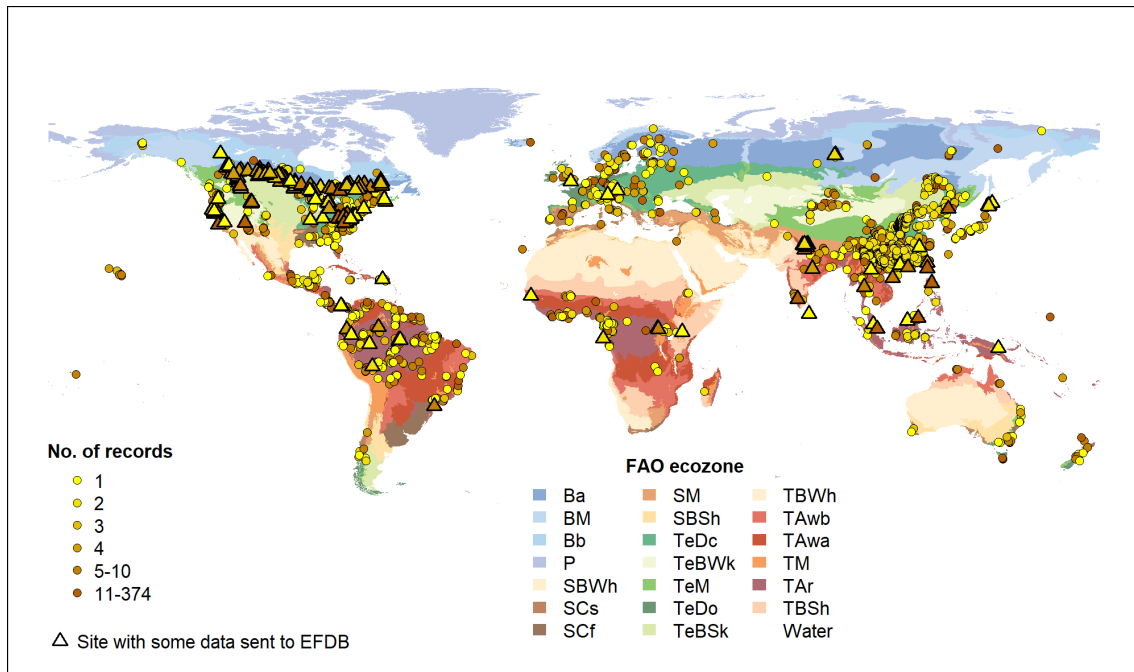 No. of records
1
2
3
4
5-10
11-374
Site with some data sent to EFDB
FAO ecozone
Ba
BM
Bb
P
SBWh
SCs
SCf
SM
SBSh
TeDc
TeBWk
TeM
TeDo
TeBSk
TBWh
TAwb
TAwa
TM
TAr
TBSh
Water